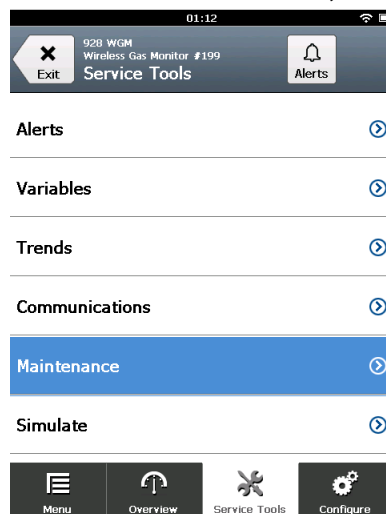 01:12
928 WGM
Wireless Gas Monitor #199
Exit
Service Tools
Alerts
Alerts
Variables
Trends
Communications
Maintenance
Simulate
Menu
Overview
Service Tools
Configure